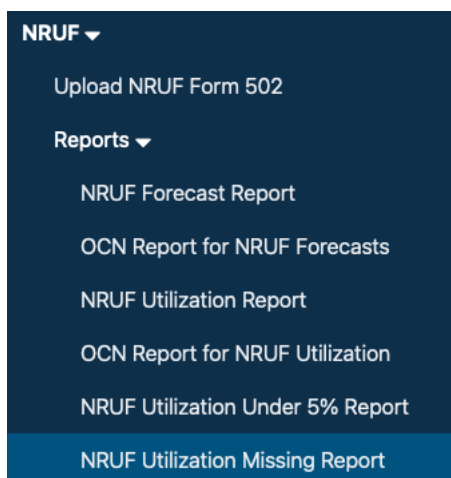 NRUF
Upload NRUF Form 502
Reports
NRUF Forecast Report
OCN Report for NRUF Forecasts
NRUF Utilization Report
OCN Report for NRUF Utilization
NRUF Utilization Under 5% Report
NRUF Utilization Missing Report